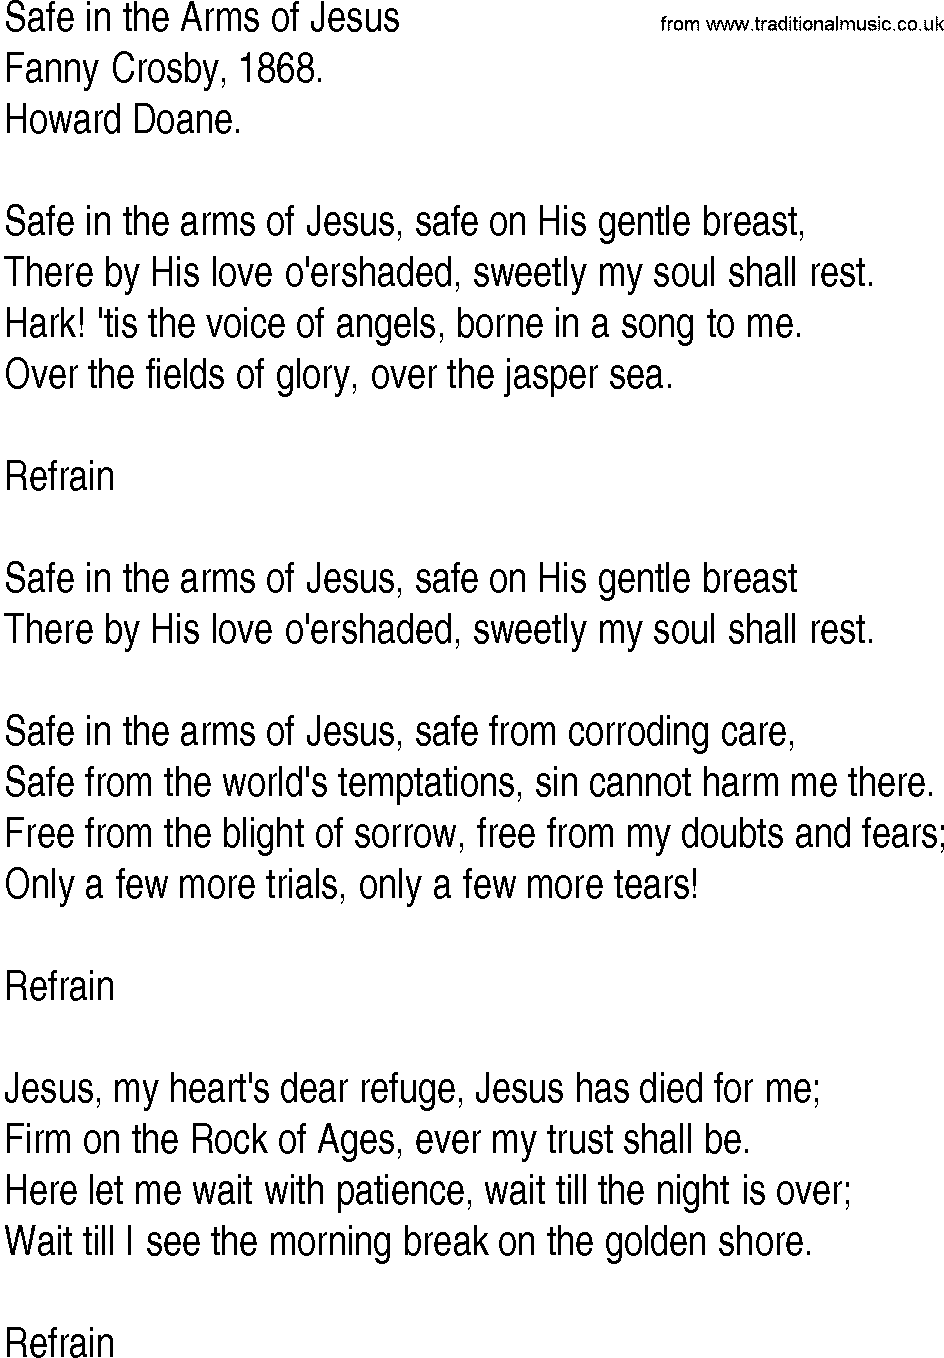 Safe in the Arms of Jesus from www.traditionalmusic.co.uk
Fanny Crosby, 1868.
Howard Doane.

Safe in the arms of Jesus, safe on His gentle breast,
There by His love o'ershaded, sweetly my soul shall rest.
Hark! 'tis the voice of angels, borne in a song to me.
Over the fields of glory, over the jasper sea.

Refrain

Safe in the arms of Jesus, safe on His gentle breast
There by His love o'ershaded, sweetly my soul shall rest.

Safe in the arms of Jesus, safe from corroding care,
Safe from the world's temptations, sin cannot harm me there.
Free from the blight of sorrow, free from my doubts and fears;
Only a few more trials, only a few more tears!

Refrain

Jesus, my heart's dear refuge, Jesus has died for me;
Firm on the Rock of Ages, ever my trust shall be.
Here let me wait with patience, wait till the night is over;
Wait till I see the morning break on the golden shore.

Refrain